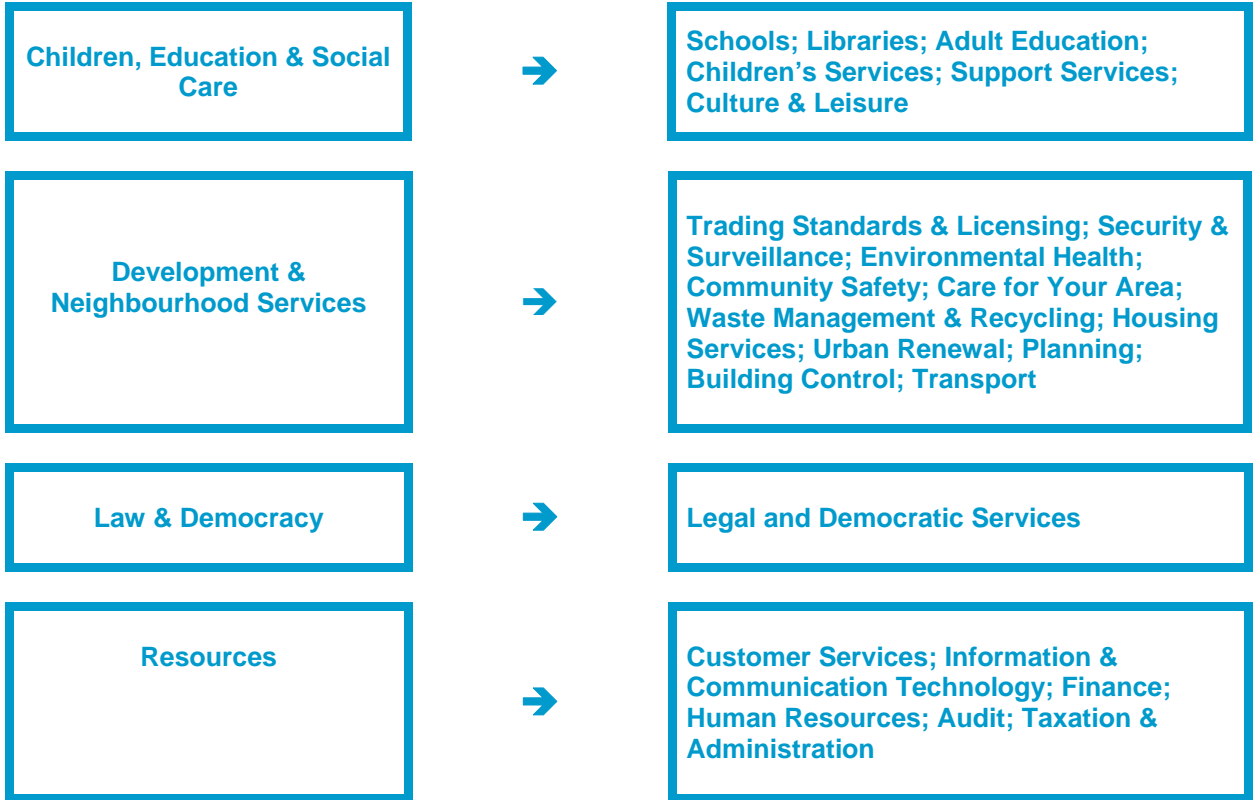 Children, Education & Social
Care
➔
Schools; Libraries; Adult Education;
Children’s Services; Support Services;
Culture & Leisure
Development &
Neighbourhood Services
➔
Trading Standards & Licensing; Security &
Surveillance; Environmental Health;
Community Safety; Care for Your Area;
Waste Management & Recycling; Housing
Services; Urban Renewal; Planning;
Building Control; Transport
Law & Democracy
➔
Legal and Democratic Services
Resources
➔
Customer Services; Information &
Communication Technology; Finance;
Human Resources; Audit; Taxation &
Administration